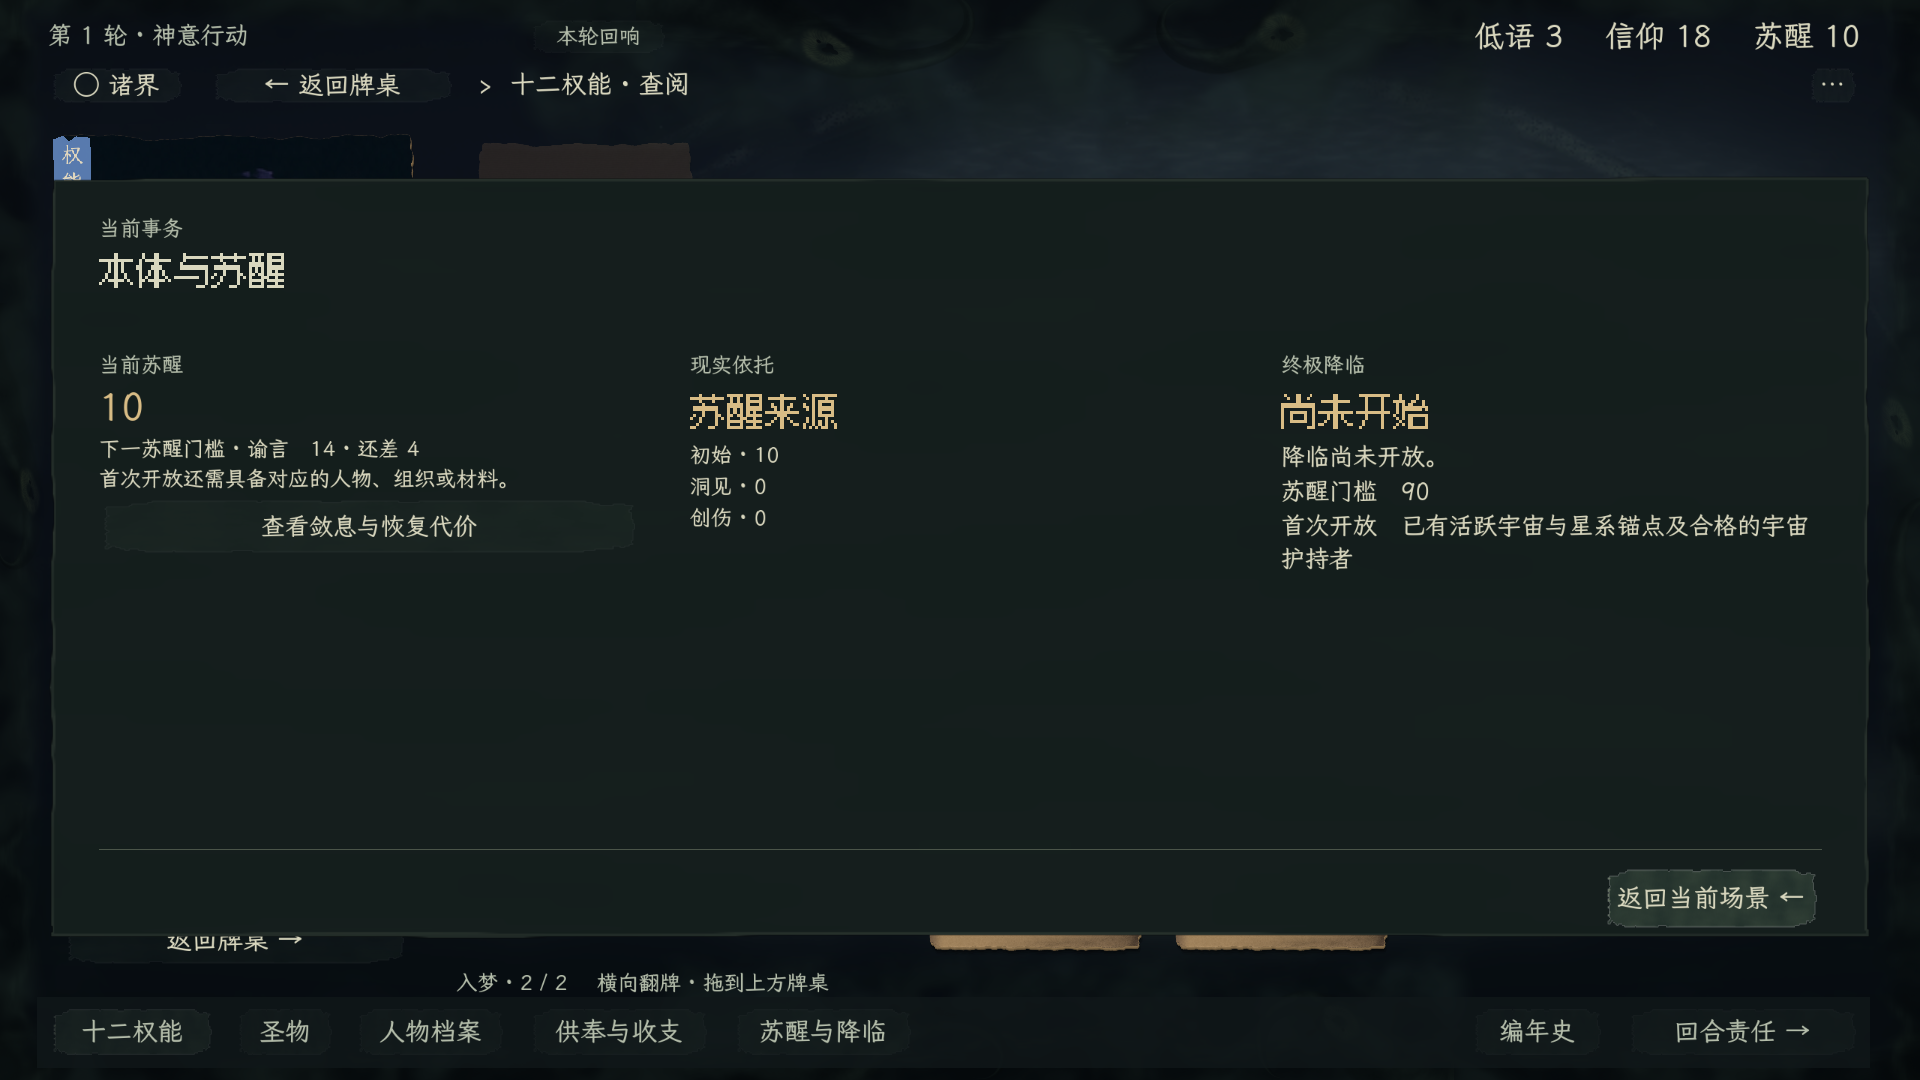 第 1 轮・神意行动
本轮回响
低语 3 信仰 18 苏醒 10
○ 诸界 ← 返回牌桌 > 十二权能・查阅 ···
权能
当前事务
本体与苏醒
当前苏醒
10
下一苏醒门槛・谕言 14・还差 4
首次开放还需具备对应的人物、组织或材料。
查看敛息与恢复代价
现实依托
苏醒来源
初始・10
洞见・0
创伤・0
终极降临
尚未开始
降临尚未开放。
苏醒门槛 90
首次开放 已有活跃宇宙与星系锚点及合格的宇宙
护持者
返回当前场景 ←
返回牌桌 →
入梦・2 / 2 横向翻牌・拖到上方牌桌
十二权能 圣物 人物档案 供奉与收支 苏醒与降临 编年史 回合责任 →